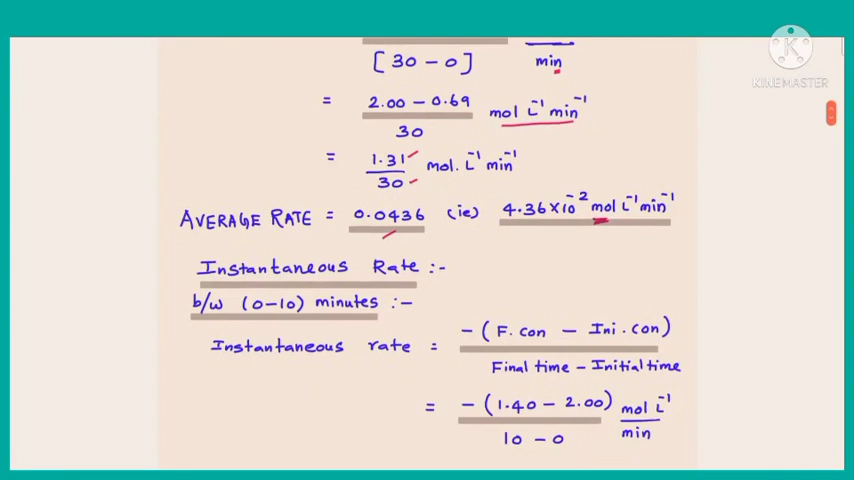 [30 - 0] min
= 2.00 - 0.69 mol L⁻¹ min⁻¹
30
= 1.31 mol. L⁻¹ min⁻¹
30
AVERAGE RATE = 0.0436 (ie) 4.36×10⁻² mol L⁻¹ min⁻¹
Instantaneous Rate :-
b/w (0-10) minutes :-
Instantaneous rate = - (F. con - Ini. con)
Final time - Initial time
= - (1.40 - 2.00) mol L⁻¹
10 - 0 min
K
KINEMASTER